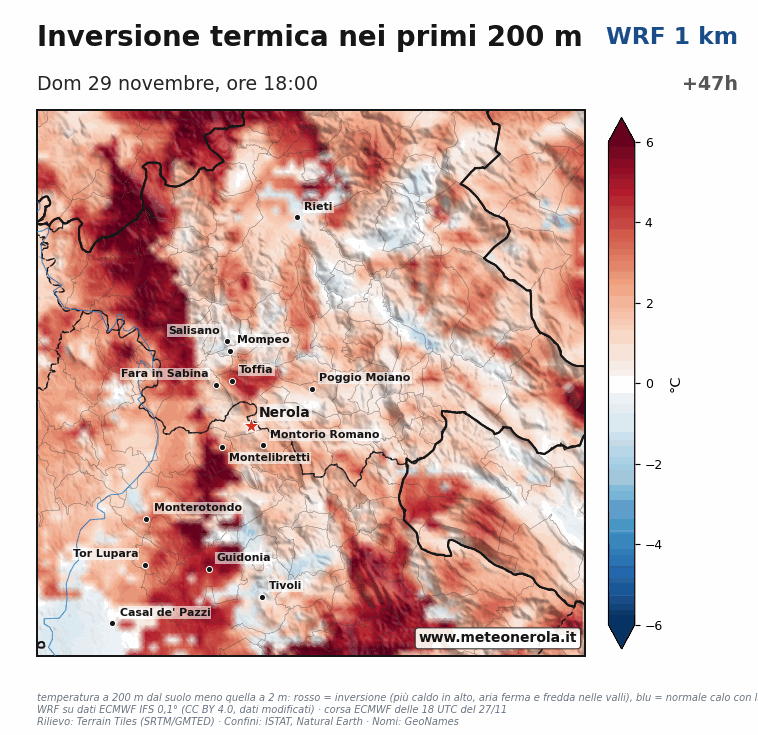 Inversione termica nei primi 200 m
WRF 1 km
Dom 29 novembre, ore 18:00
+47h
Rieti
Salisano
Mompeo
Fara in Sabina
Toffia
Poggio Moiano
Nerola
Montorio Romano
Montelibretti
Monterotondo
Tor Lupara
Guidonia
Tivoli
Casal de' Pazzi
www.meteonerola.it
6
4
2
0
−2
−4
−6
°C
temperatura a 200 m dal suolo meno quella a 2 m: rosso = inversione (più caldo in alto, aria ferma e fredda nelle valli), blu = normale calo con l
WRF su dati ECMWF IFS 0,1° (CC BY 4.0, dati modificati) · corsa ECMWF delle 18 UTC del 27/11
Rilievo: Terrain Tiles (SRTM/GMTED) · Confini: ISTAT, Natural Earth · Nomi: GeoNames